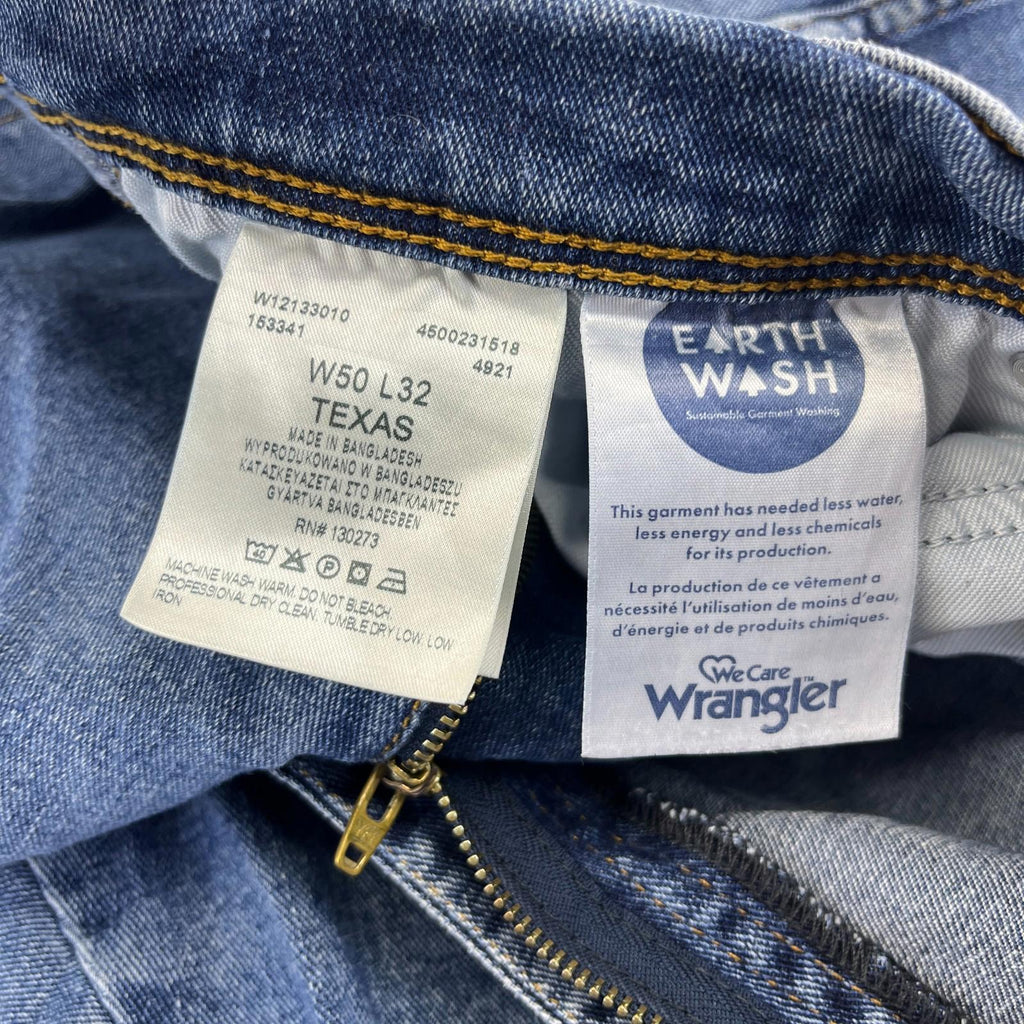 W12133010
153341
4500231518
4921
W50 L32
TEXAS
MADE IN BANGLADESH
WYPRODUKOWANO W BANGLADESZU
ΚΑΤΑΣΚΕΥΑΖΕΤΑΙ ΣΤΟ ΜΠΑΓΚΛΑΝΤΕΣ
GYÁRTVA BANGLADESBEN
RN# 130273
40
P
MACHINE WASH WARM. DO NOT BLEACH.
PROFESSIONAL DRY CLEAN. TUMBLE DRY LOW. LOW
IRON
EARTH
WASH
Sustainable Garment Washing
This garment has needed less water,
less energy and less chemicals
for its production.
La production de ce vêtement a
nécessité l'utilisation de moins d'eau,
d'énergie et de produits chimiques.
We Care
Wrangler™